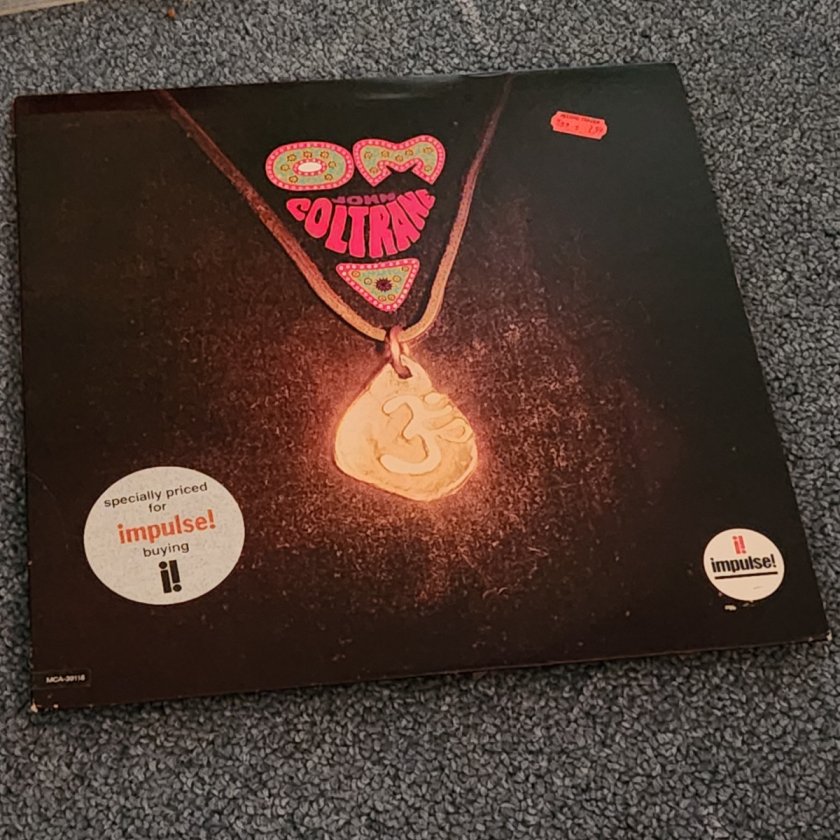 OM
JOHN
COLTRANE
ॐ
specially priced
for
impulse!
buying
i!
i!
impulse!
MCA-39118